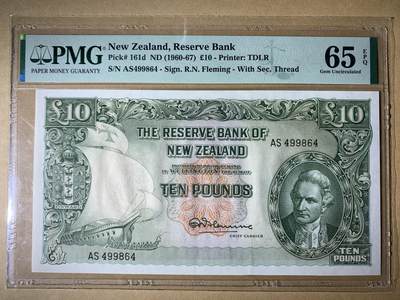 PMG
PAPER MONEY GUARANTY
New Zealand, Reserve Bank
Pick# 161d ND (1960-67) £10 - Printer: TDLR
S/N AS499864 - Sign. R.N. Fleming - With Sec. Thread
65 EPQ
Gem Uncirculated
£10
£10
THE RESERVE BANK OF
NEW ZEALAND
AS 499864
TEN POUNDS
CHIEF CASHIER
AS 499864
TEN
POUNDS